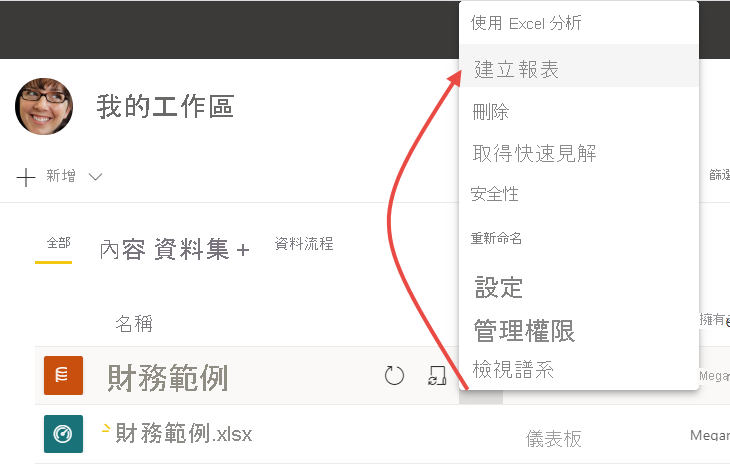 使用 Excel 分析
建立報表
我的工作區
刪除
取得快速見解
新增
篩選
安全性
重新命名
全部
內容 資料集 +
資料流程
設定
名稱
管理權限
擁有
財務範例
檢視譜系
Megan
財務範例.xlsx
儀表板
Megan